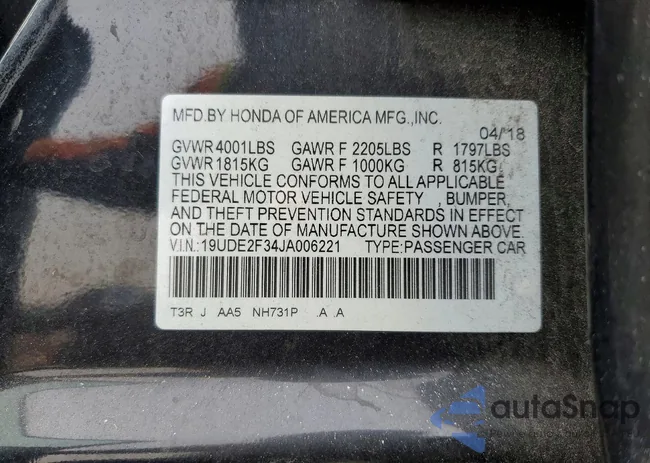 MFD.BY HONDA OF AMERICA MFG.,INC.
04/18
GVWR 4001LBS GAWR F 2205LBS R 1797LBS
GVWR 1815KG GAWR F 1000KG R 815KG
THIS VEHICLE CONFORMS TO ALL APPLICABLE
FEDERAL MOTOR VEHICLE SAFETY , BUMPER,
AND THEFT PREVENTION STANDARDS IN EFFECT
ON THE DATE OF MANUFACTURE SHOWN ABOVE.
V.I.N.:19UDE2F34JA006221 TYPE:PASSENGER CAR
T3R J AA5 NH731P .A .A
autoSnap